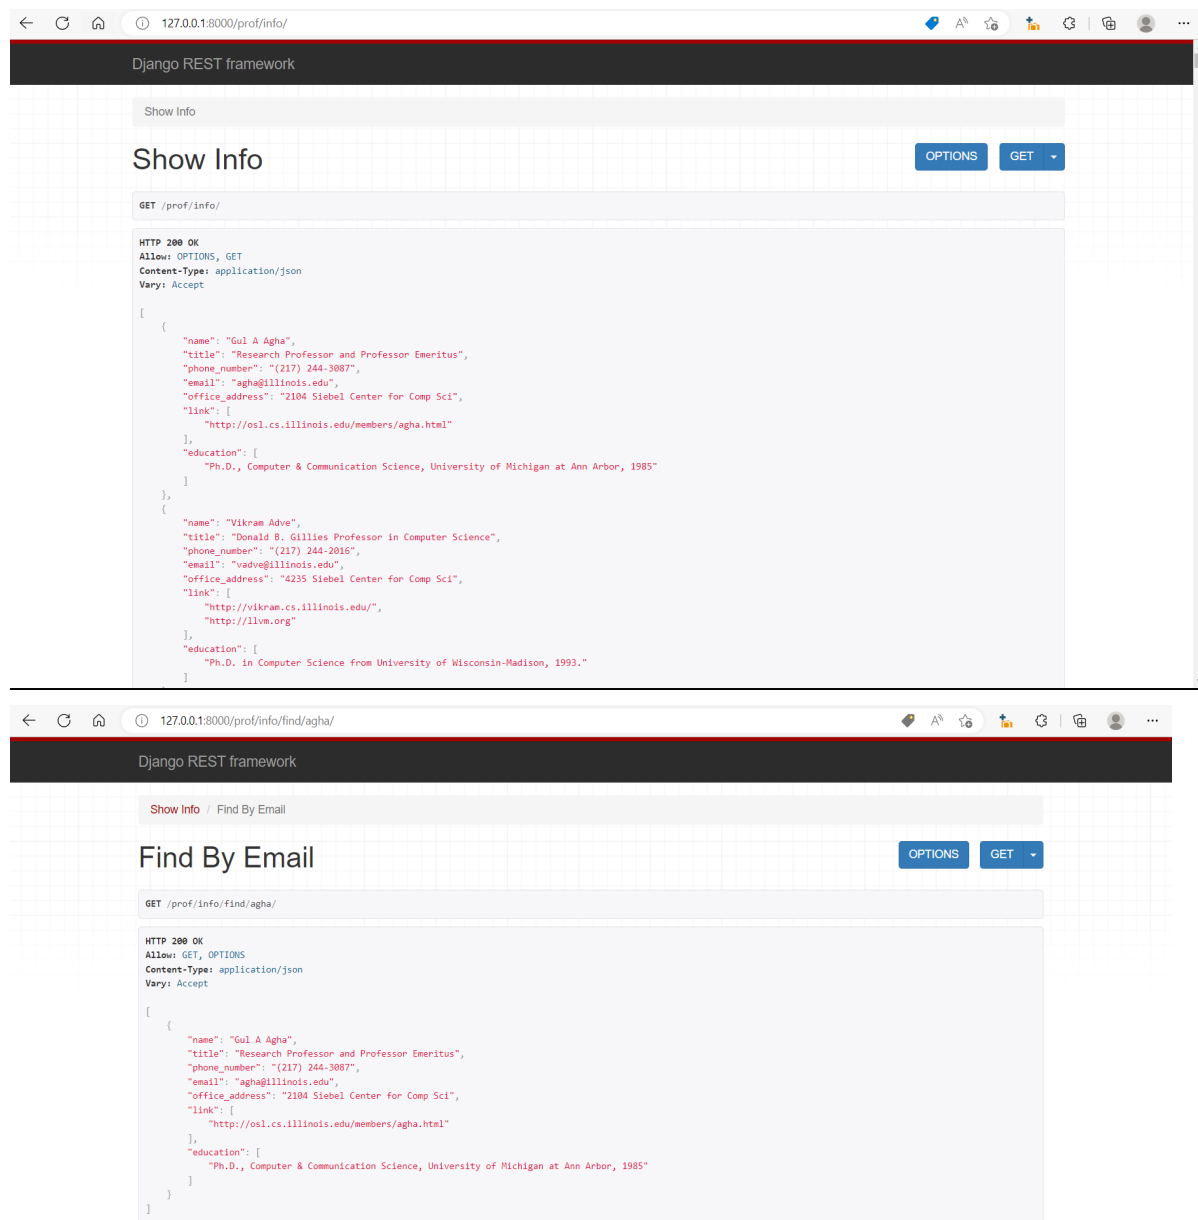 127.0.0.1:8000/prof/info/
Django REST framework
Show Info
Show Info
OPTIONS GET
GET /prof/info/
HTTP 200 OK
Allow: OPTIONS, GET
Content-Type: application/json
Vary: Accept
[
{
"name": "Gul A Agha",
"title": "Research Professor and Professor Emeritus",
"phone_number": "(217) 244-3087",
"email": "agha@illinois.edu",
"office_address": "2104 Siebel Center for Comp Sci",
"link": [
"http://osl.cs.illinois.edu/members/agha.html"
],
"education": [
"Ph.D., Computer & Communication Science, University of Michigan at Ann Arbor, 1985"
]
},
{
"name": "Vikram Adve",
"title": "Donald B. Gillies Professor in Computer Science",
"phone_number": "(217) 244-2016",
"email": "vadve@illinois.edu",
"office_address": "4235 Siebel Center for Comp Sci",
"link": [
"http://vikram.cs.illinois.edu/",
"http://llvm.org"
],
"education": [
"Ph.D. in Computer Science from University of Wisconsin-Madison, 1993."
]
127.0.0.1:8000/prof/info/find/agha/
Django REST framework
Show Info / Find By Email
Find By Email
OPTIONS GET
GET /prof/info/find/agha/
HTTP 200 OK
Allow: GET, OPTIONS
Content-Type: application/json
Vary: Accept
[
{
"name": "Gul A Agha",
"title": "Research Professor and Professor Emeritus",
"phone_number": "(217) 244-3087",
"email": "agha@illinois.edu",
"office_address": "2104 Siebel Center for Comp Sci",
"link": [
"http://osl.cs.illinois.edu/members/agha.html"
],
"education": [
"Ph.D., Computer & Communication Science, University of Michigan at Ann Arbor, 1985"
]
}
]